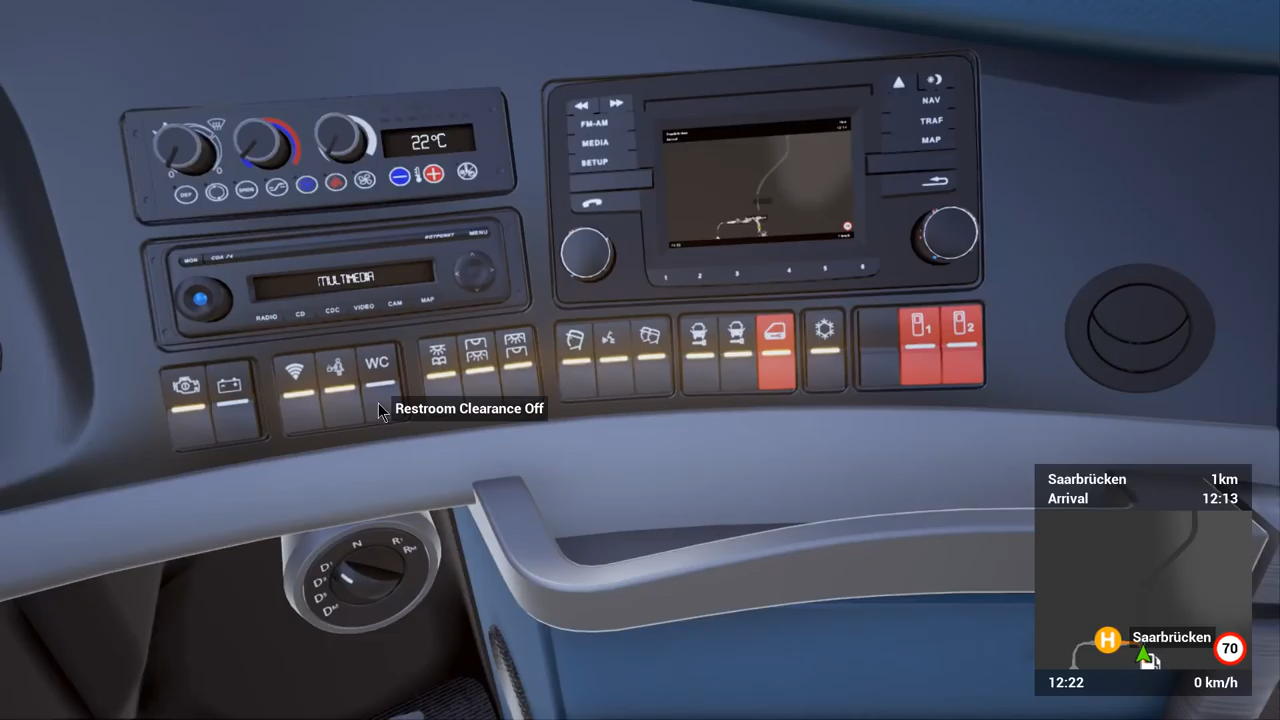 22°C
DEF
FM-AM
MEDIA
SETUP
NAV
TRAF
MAP
1 2 3 4 5 6
MENU
MULTIMEDIA
RADIO CD CDC VIDEO CAM MAP
WC
1
2
Restroom Clearance Off
N
R
D
D
D
D
Saarbrücken 1km
Arrival 12:13
H
Saarbrücken
70
12:22 0 km/h